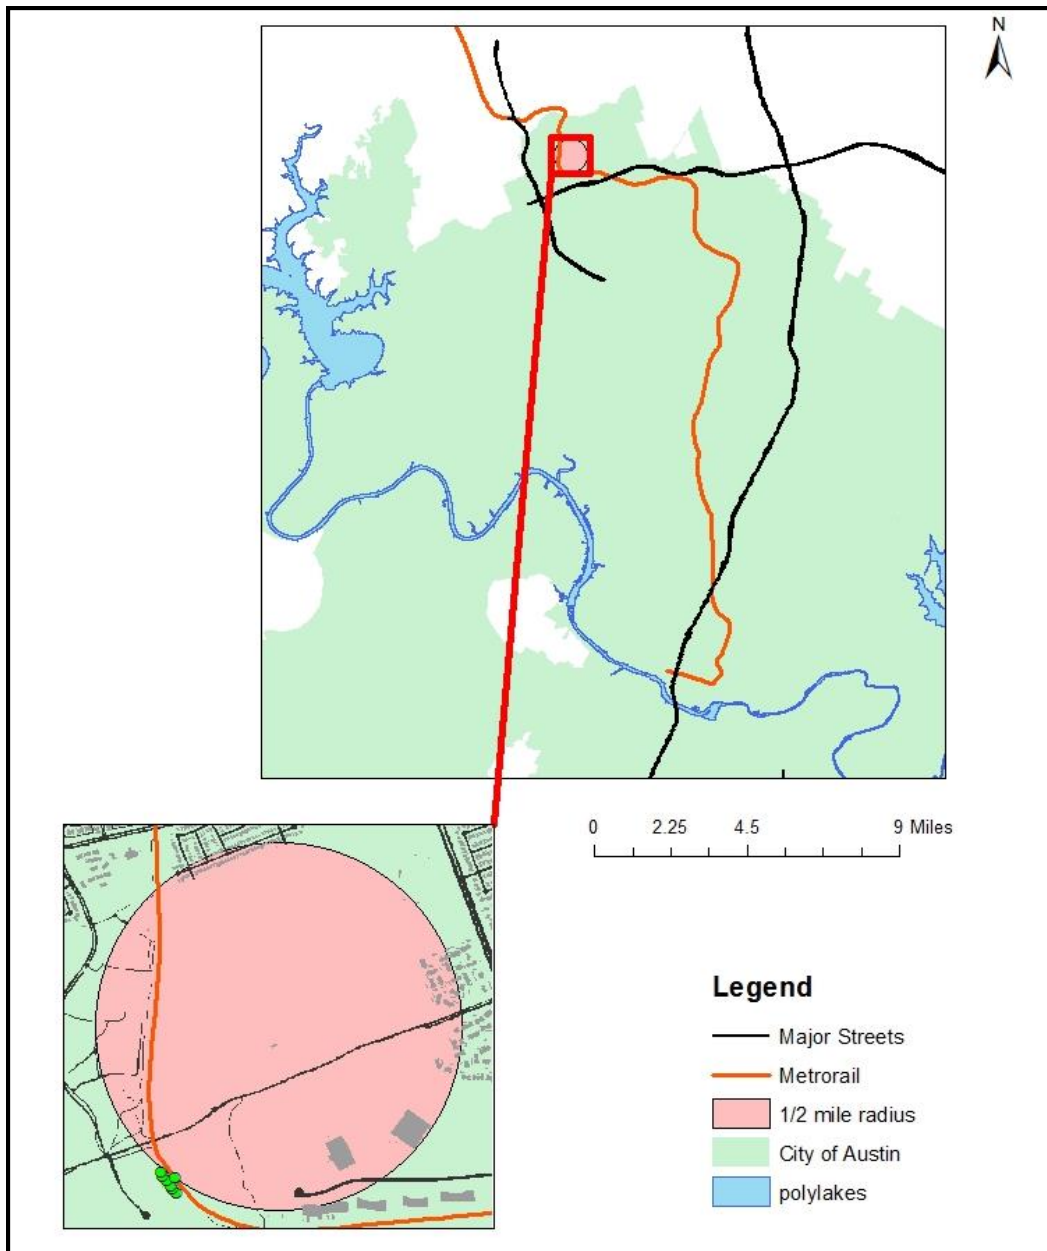 N
0 2.25 4.5 9 Miles
Legend
Major Streets
Metrorail
1/2 mile radius
City of Austin
polylakes